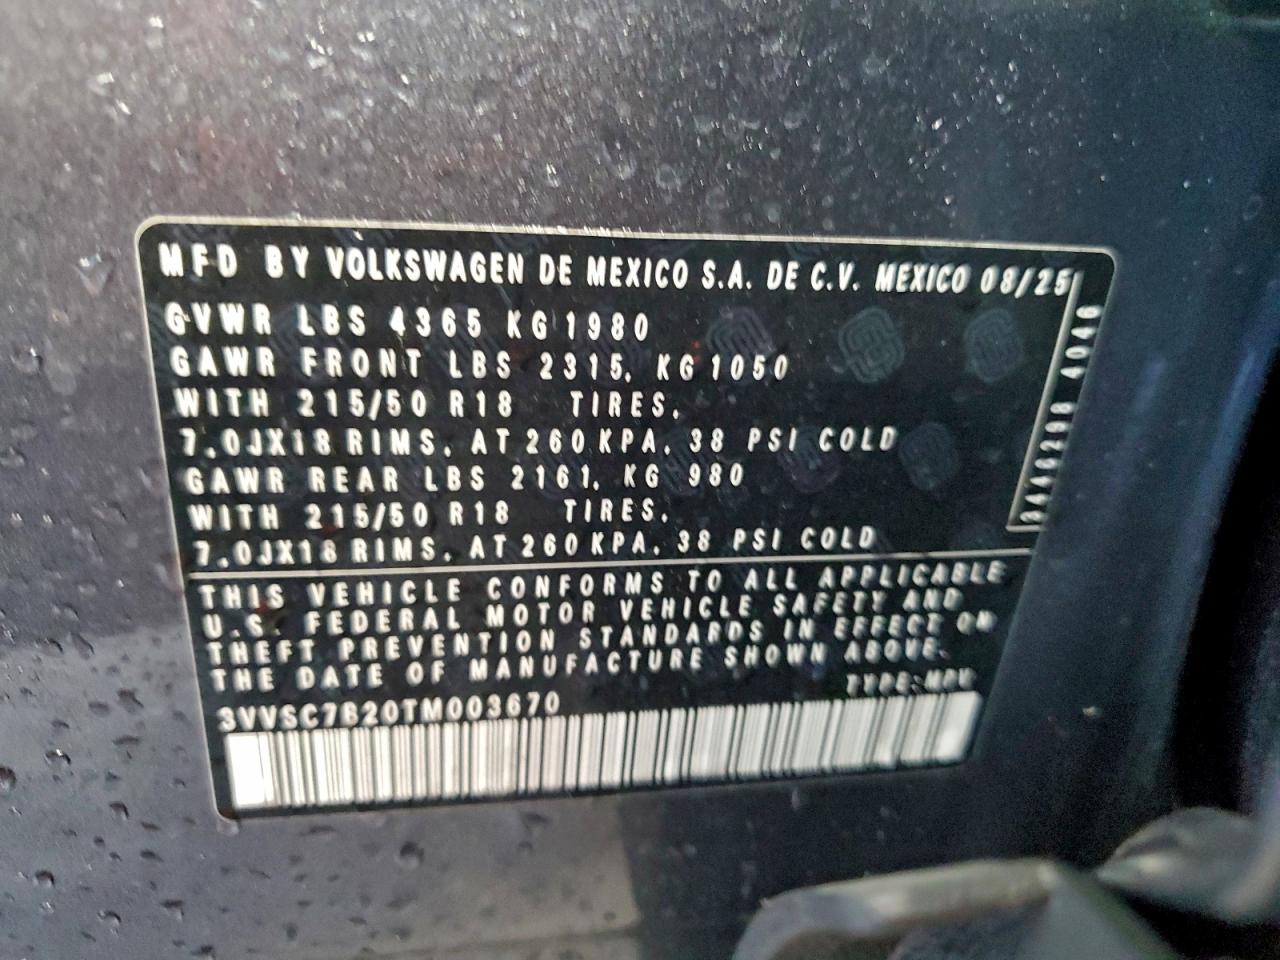 MFD BY VOLKSWAGEN DE MEXICO S.A. DE C.V. MEXICO 08/25
GVWR LBS 4365 KG 1980
GAWR FRONT LBS 2315, KG 1050
WITH 215/50 R18 TIRES,
7.0JX18 RIMS, AT 260 KPA, 38 PSI COLD
GAWR REAR LBS 2161, KG 980
WITH 215/50 R18 TIRES,
7.0JX18 RIMS, AT 260 KPA, 38 PSI COLD
THIS VEHICLE CONFORMS TO ALL APPLICABLE
U.S. FEDERAL MOTOR VEHICLE SAFETY AND
THEFT PREVENTION STANDARDS IN EFFECT ON
THE DATE OF MANUFACTURE SHOWN ABOVE.
TYPE:MPV
3VVSC7B20TM003670